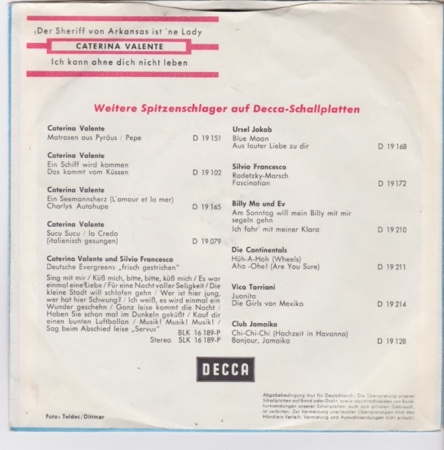 Der Sheriff von Arkansas ist 'ne Lady
CATERINA VALENTE
Ich kann ohne dich nicht leben
Weitere Spitzenschlager auf Decca-Schallplatten
Caterina Valente
Matrosen aus Pyräus / Pepe D 19 151
Caterina Valente
Ein Schiff wird kommen
Das kommt vom Küssen D 19 102
Caterina Valente
Ein Seemannsherz (L'amour et la mer)
Charlys Autohupe D 19 165
Caterina Valente
Sucu Sucu / la Credo
(italienisch gesungen) D 19 079
Caterina Valente und Silvio Francesco
Deutsche Evergreens „frisch gestrichen"
Sing mit mir / Küß mich, bitte, bitte, küß mich / Es war
einmal eine Liebe / Für eine Nacht voller Seligkeit / Die
kleine Stadt will schlafen gehn / Wer ist hier jung,
wer hat hier Schwung? / Ich weiß, es wird einmal ein
Wunder geschehn / Ganz leise kommt die Nacht /
Haben Sie schon mal im Dunkeln geküßt / Kauf dir
einen bunten Luftballon / Musik! Musik! Musik! /
Sag beim Abschied leise „Servus"
BLK 16 189-P
Stereo SLK 16 189-P
Ursel Jakob
Blue Moon
Aus lauter Liebe zu dir D 19 168
Silvio Francesco
Radetzky-Marsch
Fascination D 19 172
Billy Mo und Ev
Am Sonntag will mein Billy mit mir
segeln gehn
Ich fahr' mit meiner Klara D 19 210
Die Continentals
Hüh-A-Hoh (Wheels)
Aha-Ohe! (Are You Sure) D 19 211
Vico Torriani
Juanita
Die Girls von Mexiko D 19 214
Club Jamaika
Chi-Chi-Chi (Hochzeit in Havanna)
Bonjour, Jamaika D 19 128
DECCA
Foto: Teldec/Dittmer